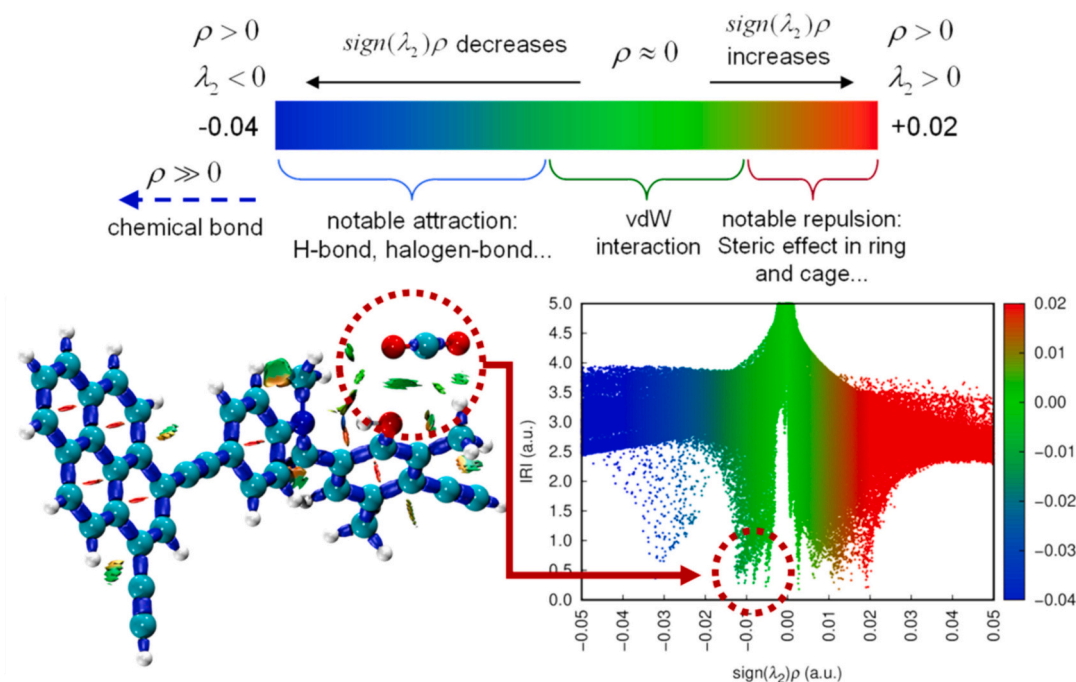 ρ > 0
λ₂ < 0
-0.04
sign(λ₂)ρ decreases
ρ ≈ 0
sign(λ₂)ρ
increases
ρ > 0
λ₂ > 0
+0.02
ρ ≫ 0
chemical bond
notable attraction:
H-bond, halogen-bond...
vdW
interaction
notable repulsion:
Steric effect in ring
and cage...
IRI (a.u.)
5.0
4.5
4.0
3.5
3.0
2.5
2.0
1.5
1.0
0.5
0.0
−0.05
−0.04
−0.03
−0.02
−0.01
0.00
0.01
0.02
0.03
0.04
0.05
sign(λ₂)ρ (a.u.)
0.02
0.01
0.00
−0.01
−0.02
−0.03
−0.04